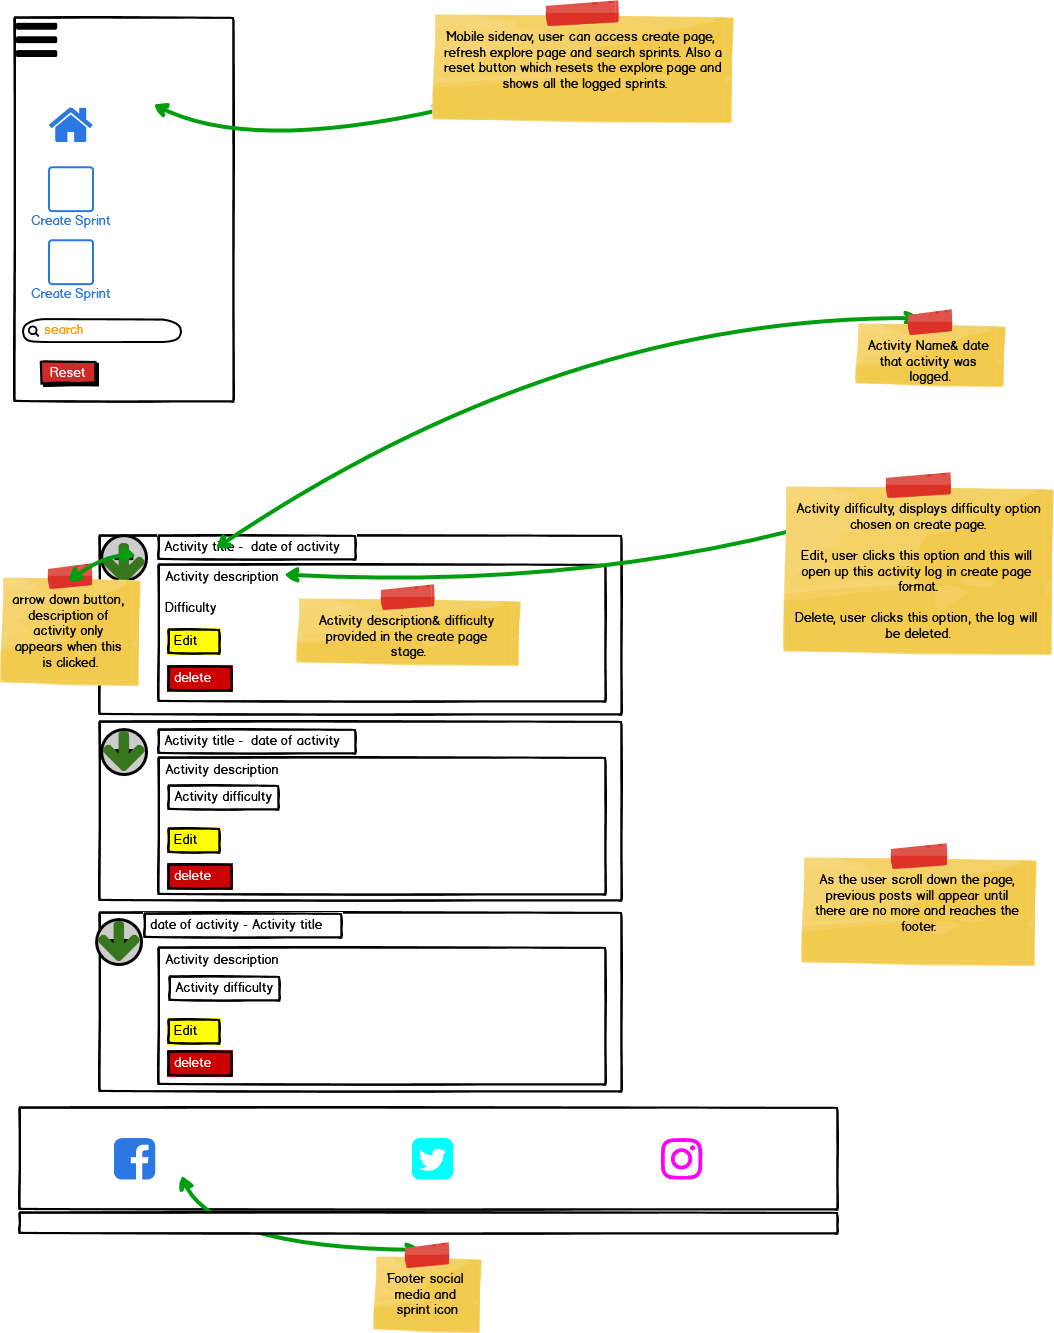 Mobile sidenav, user can access create page,
refresh explore page and search sprints. Also a
reset button which resets the explore page and
shows all the logged sprints.
Create Sprint
Create Sprint
search
Reset
Activity Name& date
that activity was
logged.
Activity difficulty, displays difficulty option
chosen on create page.
Edit, user clicks this option and this will
open up this activity log in create page
format.
Delete, user clicks this option, the log will
be deleted.
Activity title - date of activity
Activity description
Difficulty
Edit
delete
arrow down button,
description of
activity only
appears when this
is clicked.
Activity description& difficulty
provided in the create page
stage.
Activity title - date of activity
Activity description
Activity difficulty
Edit
delete
As the user scroll down the page,
previous posts will appear until
there are no more and reaches the
footer.
date of activity - Activity title
Activity description
Activity difficulty
Edit
delete
Footer social
media and
sprint icon